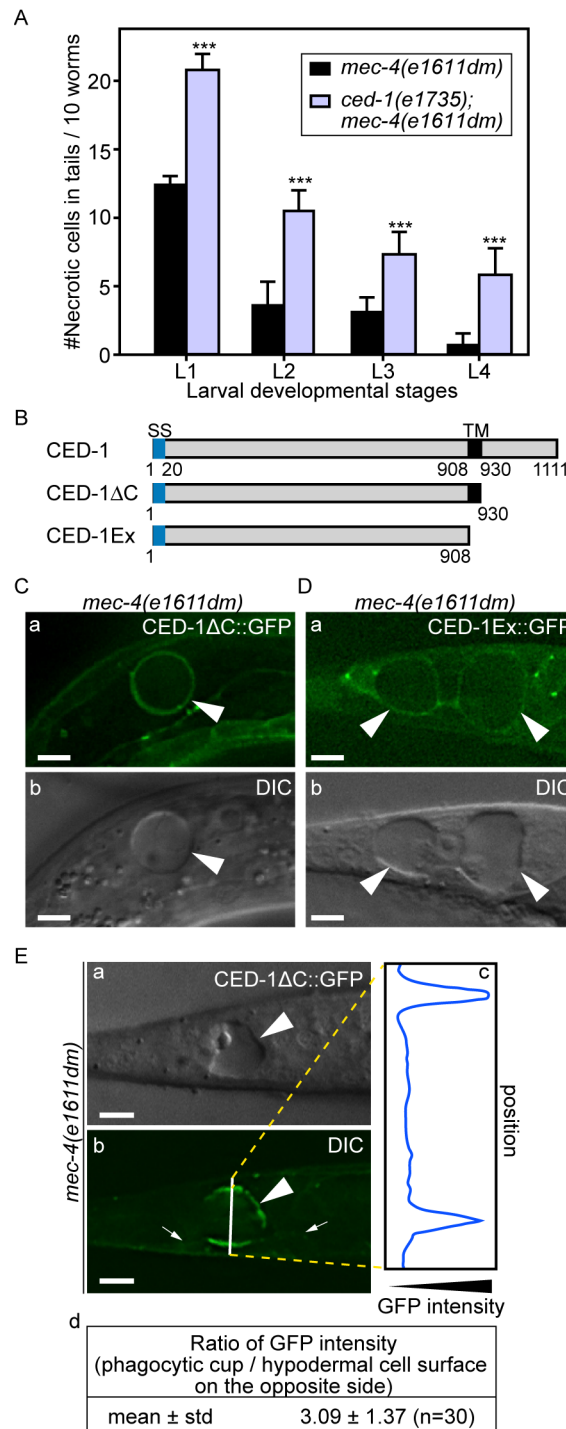 A
#Necrotic cells in tails / 10 worms
20
15
10
5
0
***
***
***
***
mec-4(e1611dm)
ced-1(e1735);
mec-4(e1611dm)
L1 L2 L3 L4
Larval developmental stages
B
SS TM
CED-1
1 20 908 930 1111
CED-1ΔC
1 930
CED-1Ex
1 908
C
mec-4(e1611dm)
a
CED-1ΔC::GFP
b
DIC
D
mec-4(e1611dm)
a
CED-1Ex::GFP
b
DIC
E
mec-4(e1611dm)
a
CED-1ΔC::GFP
b
DIC
c
position
GFP intensity
d
Ratio of GFP intensity
(phagocytic cup / hypodermal cell surface
on the opposite side)
mean ± std 3.09 ± 1.37 (n=30)